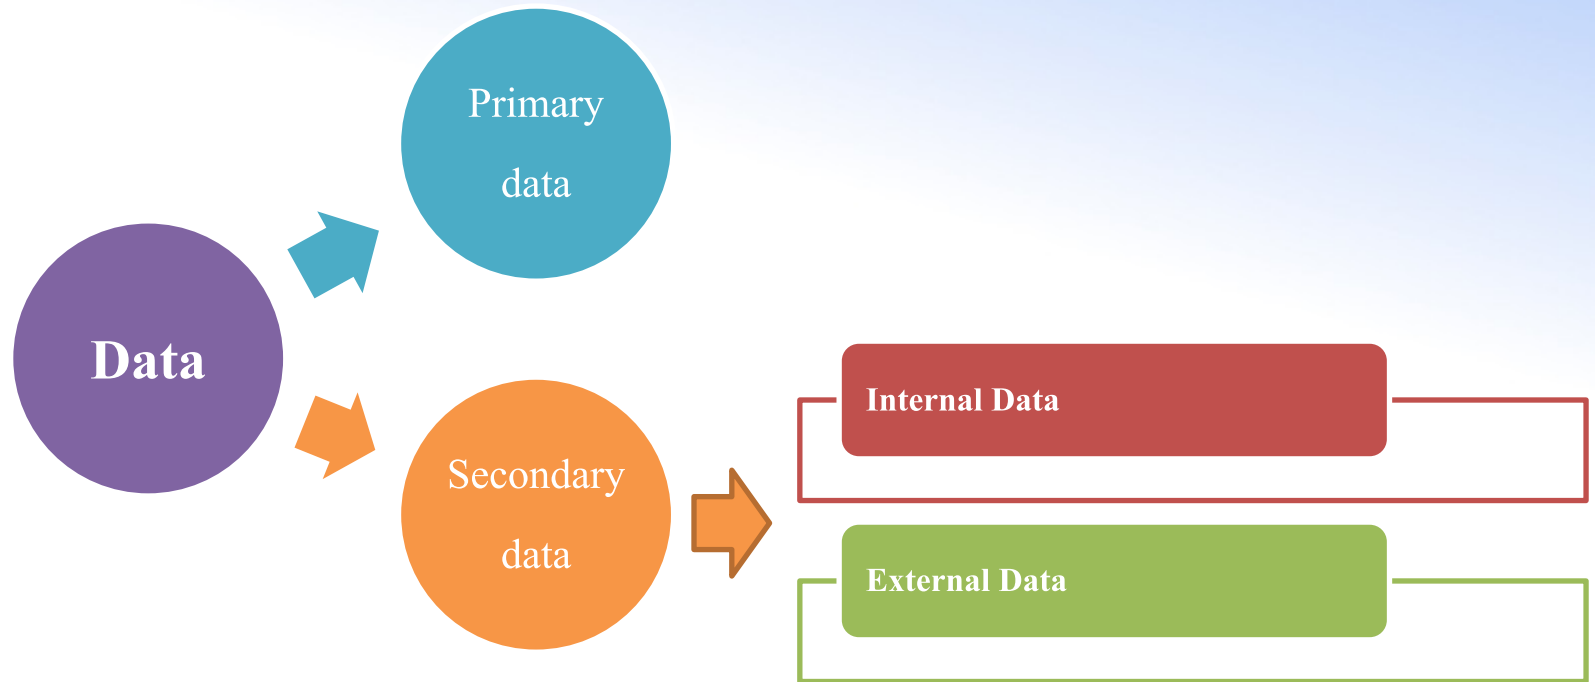 Primary
data
Data
Secondary
data
Internal Data
External Data